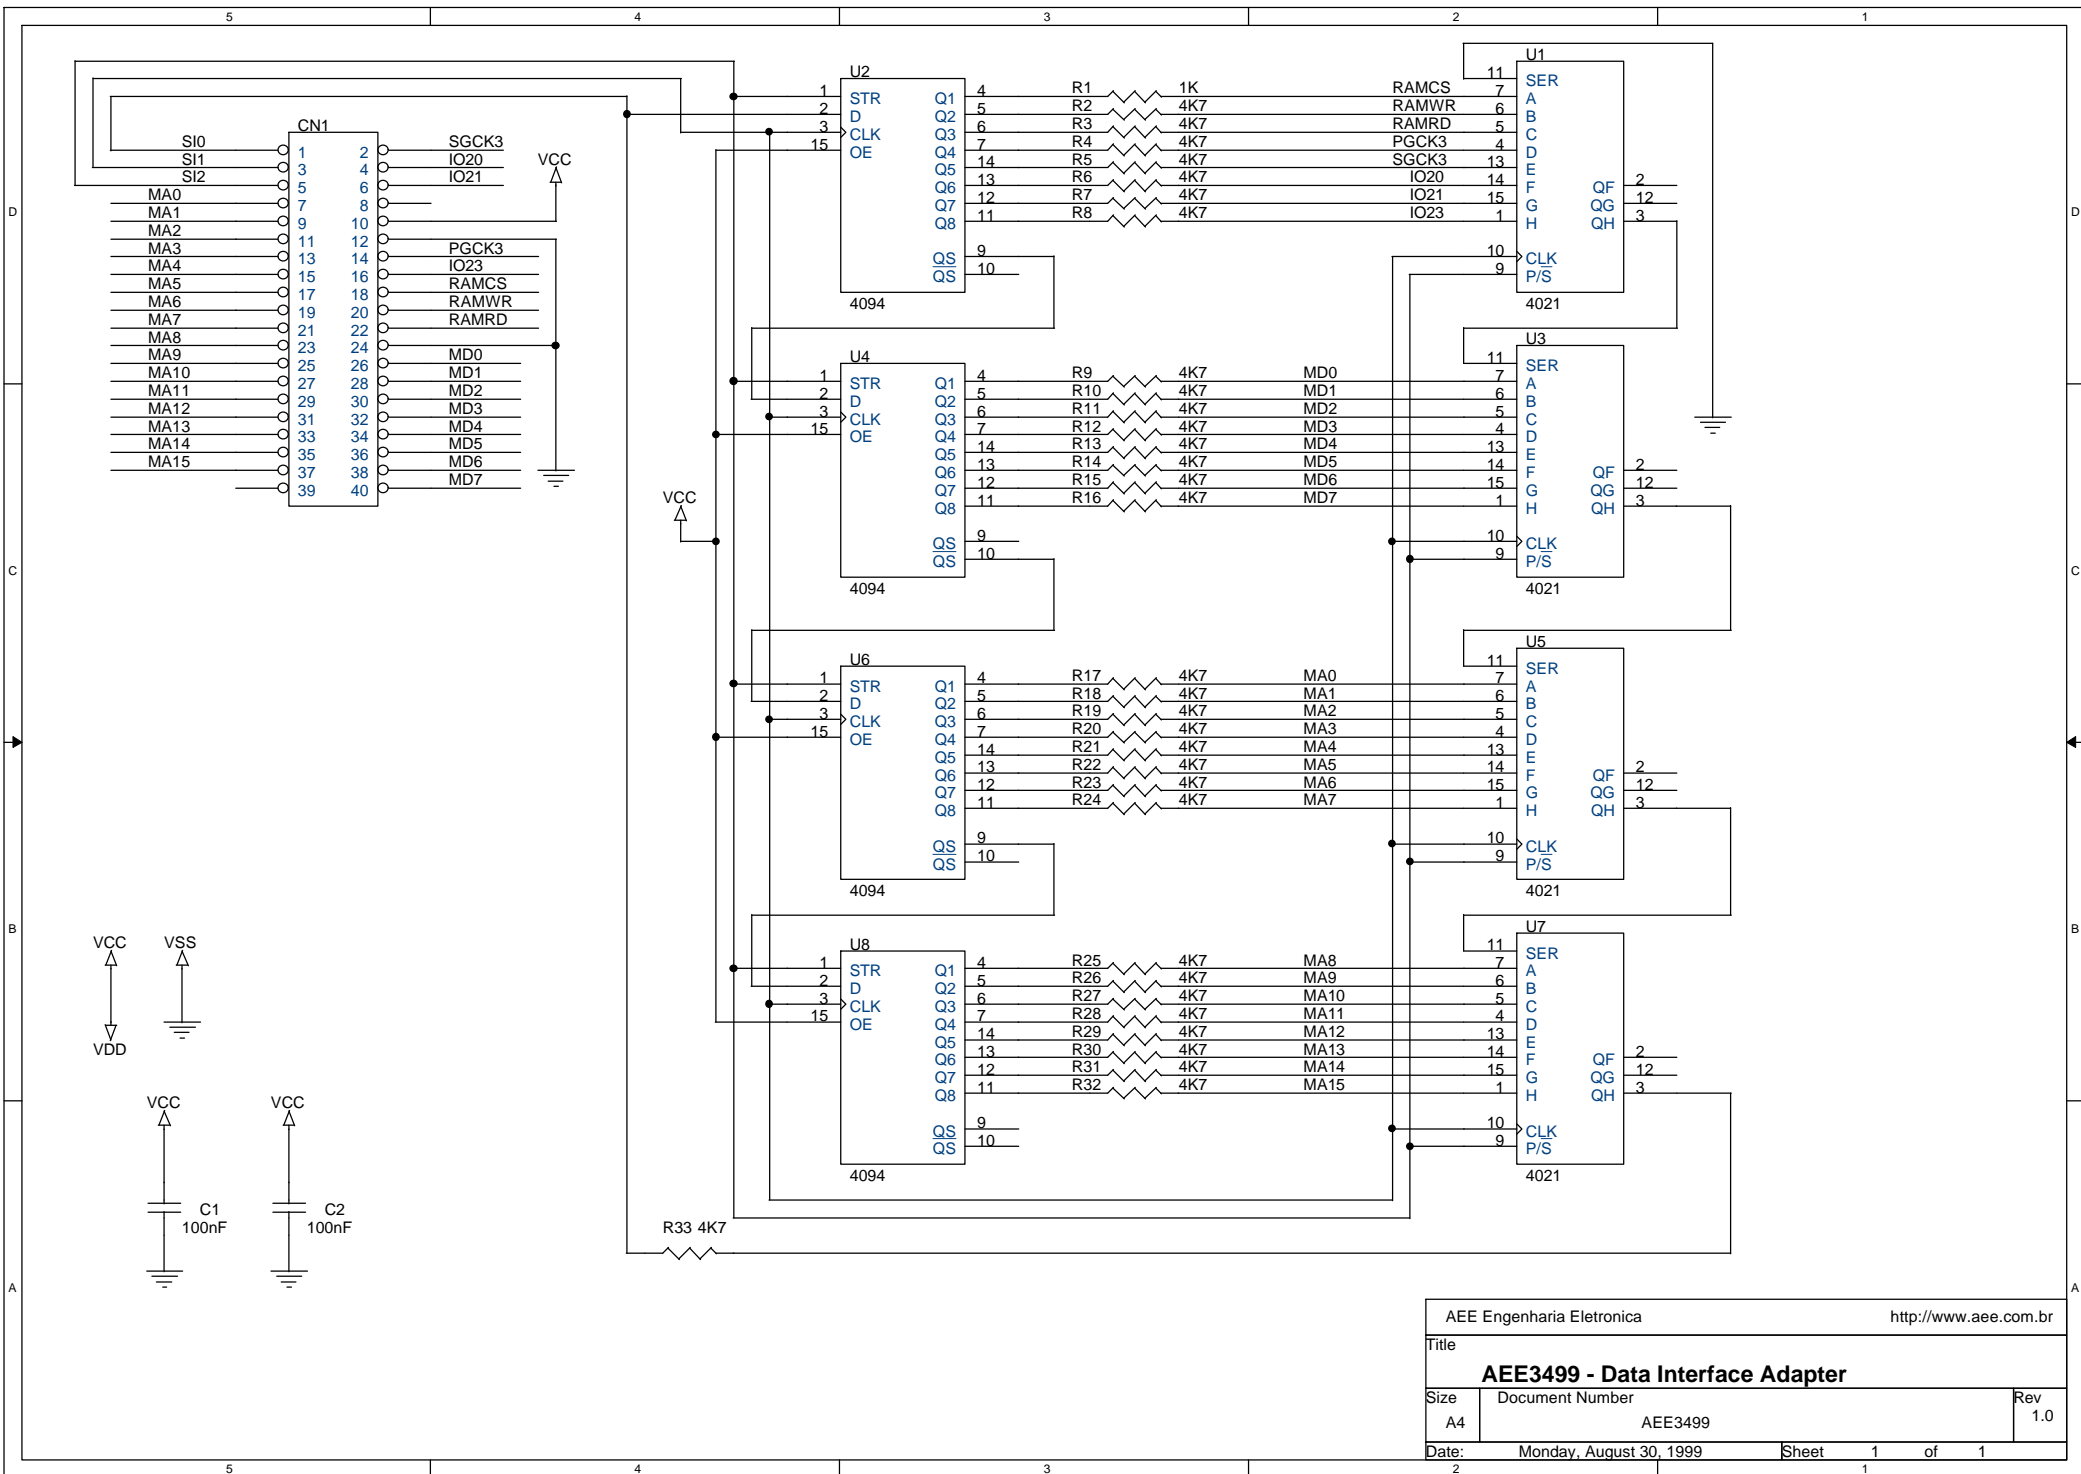 5 4 3 2 1
D
C
B
A
CN1
SI0 1 2 SGCK3
SI1 3 4 IO20
SI2 5 6 IO21
MA0 7 8
MA1 9 10
MA2 11 12
MA3 13 14 PGCK3
MA4 15 16 IO23
MA5 17 18 RAMCS
MA6 19 20 RAMWR
MA7 21 22 RAMRD
MA8 23 24
MA9 25 26 MD0
MA10 27 28 MD1
MA11 29 30 MD2
MA12 31 32 MD3
MA13 33 34 MD4
MA14 35 36 MD5
MA15 37 38 MD6
39 40 MD7
VCC
VCC
U2
1 STR Q1 4 R1 1K RAMCS
2 D Q2 5 R2 4K7 RAMWR
3 CLK Q3 6 R3 4K7 RAMRD
15 OE Q4 7 R4 4K7 PGCK3
Q5 14 R5 4K7 SGCK3
Q6 13 R6 4K7 IO20
Q7 12 R7 4K7 IO21
Q8 11 R8 4K7 IO23
QS 9
QS 10
4094
U1
11 SER
7 A
6 B
5 C
4 D
13 E
14 F QF 2
15 G QG 12
1 H QH 3
10 CLK
9 P/S
4021
U4
1 STR Q1 4 R9 4K7 MD0
2 D Q2 5 R10 4K7 MD1
3 CLK Q3 6 R11 4K7 MD2
15 OE Q4 7 R12 4K7 MD3
Q5 14 R13 4K7 MD4
Q6 13 R14 4K7 MD5
Q7 12 R15 4K7 MD6
Q8 11 R16 4K7 MD7
QS 9
QS 10
4094
U3
11 SER
7 A
6 B
5 C
4 D
13 E
14 F QF 2
15 G QG 12
1 H QH 3
10 CLK
9 P/S
4021
U6
1 STR Q1 4 R17 4K7 MA0
2 D Q2 5 R18 4K7 MA1
3 CLK Q3 6 R19 4K7 MA2
15 OE Q4 7 R20 4K7 MA3
Q5 14 R21 4K7 MA4
Q6 13 R22 4K7 MA5
Q7 12 R23 4K7 MA6
Q8 11 R24 4K7 MA7
QS 9
QS 10
4094
U5
11 SER
7 A
6 B
5 C
4 D
13 E
14 F QF 2
15 G QG 12
1 H QH 3
10 CLK
9 P/S
4021
U8
1 STR Q1 4 R25 4K7 MA8
2 D Q2 5 R26 4K7 MA9
3 CLK Q3 6 R27 4K7 MA10
15 OE Q4 7 R28 4K7 MA11
Q5 14 R29 4K7 MA12
Q6 13 R30 4K7 MA13
Q7 12 R31 4K7 MA14
Q8 11 R32 4K7 MA15
QS 9
QS 10
4094
U7
11 SER
7 A
6 B
5 C
4 D
13 E
14 F QF 2
15 G QG 12
1 H QH 3
10 CLK
9 P/S
4021
R33 4K7
VCC VSS
VDD
VCC VCC
C1 C2
100nF 100nF
AEE Engenharia Eletronica http://www.aee.com.br
Title
AEE3499 - Data Interface Adapter
Size Document Number Rev
A4 AEE3499 1.0
Date: Monday, August 30, 1999 Sheet 1 of 1
D
C
B
A
5 4 3 2 1